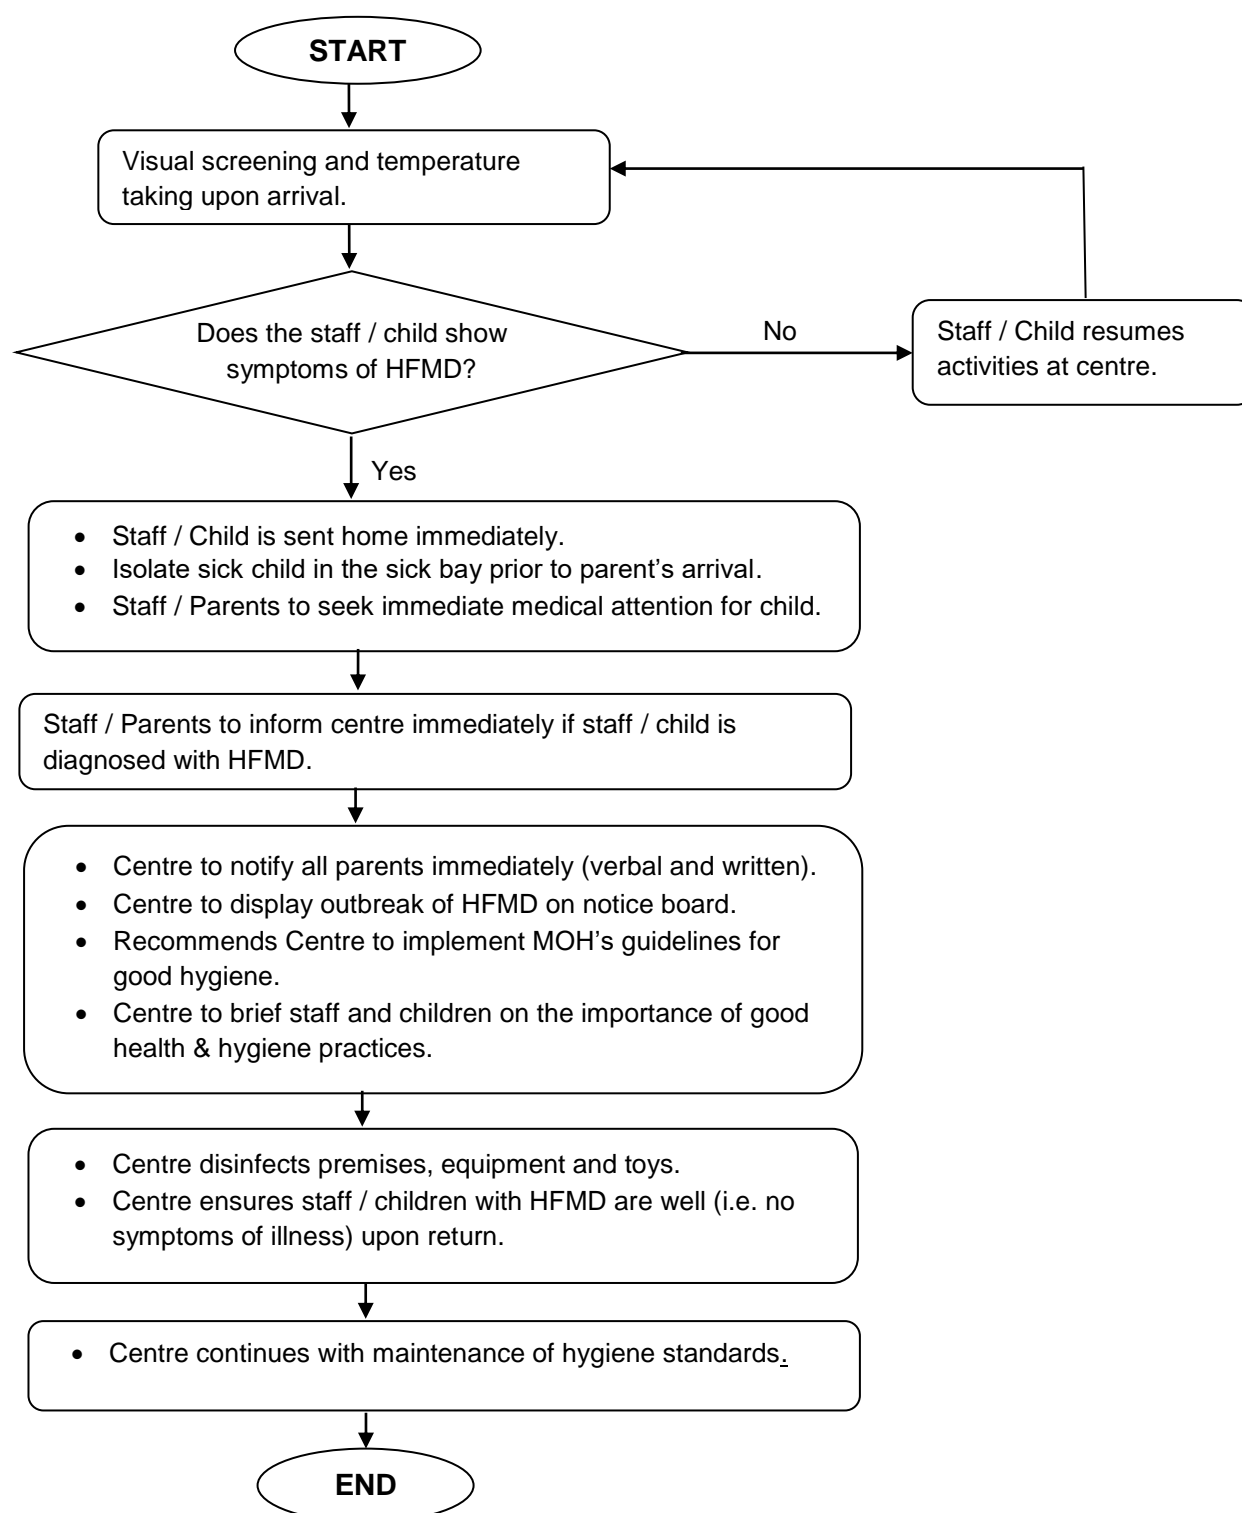 START
Visual screening and temperature
taking upon arrival.
Does the staff / child show
symptoms of HFMD?
No
Staff / Child resumes
activities at centre.
Yes
• Staff / Child is sent home immediately.
• Isolate sick child in the sick bay prior to parent’s arrival.
• Staff / Parents to seek immediate medical attention for child.
Staff / Parents to inform centre immediately if staff / child is
diagnosed with HFMD.
• Centre to notify all parents immediately (verbal and written).
• Centre to display outbreak of HFMD on notice board.
• Recommends Centre to implement MOH’s guidelines for
good hygiene.
• Centre to brief staff and children on the importance of good
health & hygiene practices.
• Centre disinfects premises, equipment and toys.
• Centre ensures staff / children with HFMD are well (i.e. no
symptoms of illness) upon return.
• Centre continues with maintenance of hygiene standards.
END